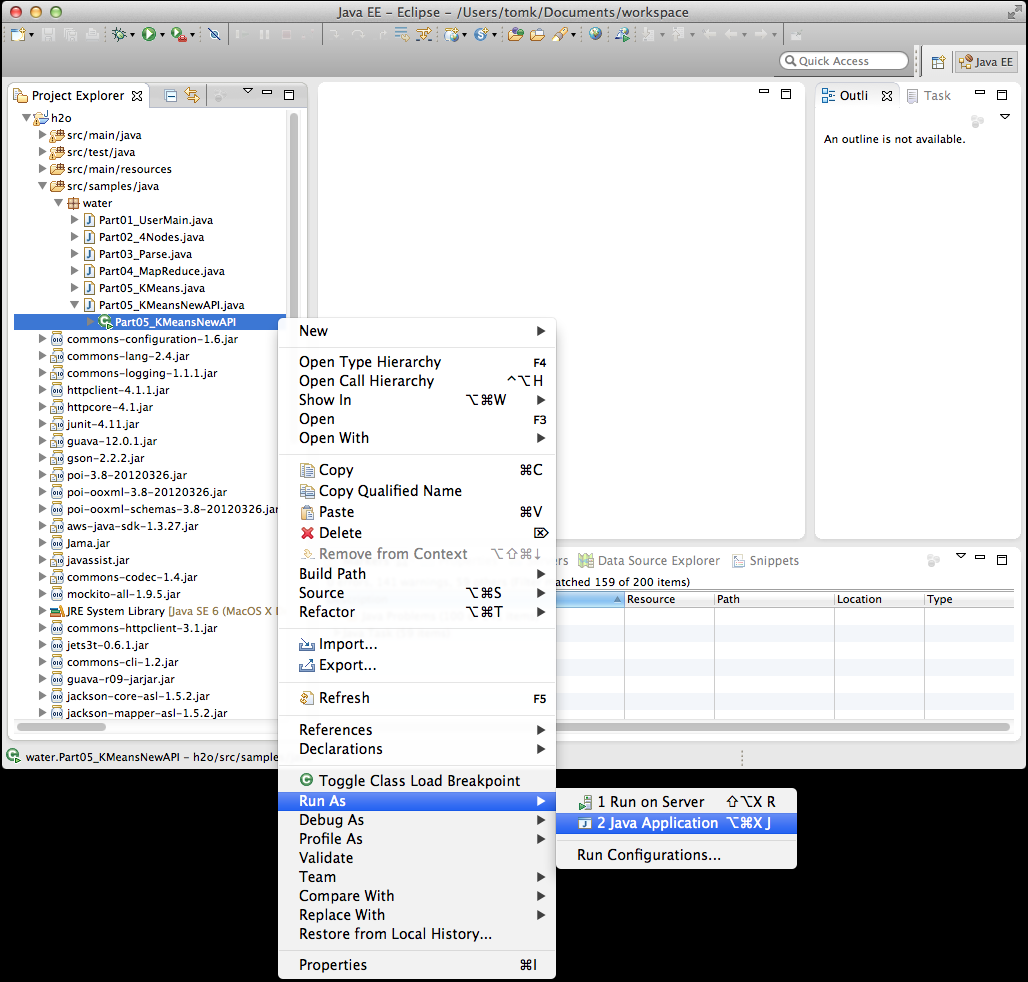 Java EE - Eclipse - /Users/tomk/Documents/workspace
Quick Access
Java EE
Project Explorer
h2o
src/main/java
src/test/java
src/main/resources
src/samples/java
water
Part01_UserMain.java
Part02_4Nodes.java
Part03_Parse.java
Part04_MapReduce.java
Part05_KMeans.java
Part05_KMeansNewAPI.java
Part05_KMeansNewAPI
commons-configuration-1.6.jar
commons-lang-2.4.jar
commons-logging-1.1.1.jar
httpclient-4.1.1.jar
httpcore-4.1.jar
junit-4.11.jar
guava-12.0.1.jar
gson-2.2.2.jar
poi-3.8-20120326.jar
poi-ooxml-3.8-20120326.jar
poi-ooxml-schemas-3.8-20120326.jar
aws-java-sdk-1.3.27.jar
Jama.jar
javassist.jar
commons-codec-1.4.jar
mockito-all-1.9.5.jar
JRE System Library [Java SE 6 (MacOS X
commons-httpclient-3.1.jar
jets3t-0.6.1.jar
commons-cli-1.2.jar
guava-r09-jarjar.jar
jackson-core-asl-1.5.2.jar
jackson-mapper-asl-1.5.2.jar
water.Part05_KMeansNewAPI - h2o/src/sample
Outli
Task
An outline is not available.
Data Source Explorer
Snippets
atched 159 of 200 items)
Resource Path Location Type
New
Open Type Hierarchy F4
Open Call Hierarchy ^⌥H
Show In ⌥⌘W
Open F3
Open With
Copy ⌘C
Copy Qualified Name
Paste ⌘V
Delete ⌦
Remove from Context ⌥⇧⌘↓
Build Path
Source ⌥⌘S
Refactor ⌥⌘T
Import...
Export...
Refresh F5
References
Declarations
Toggle Class Load Breakpoint
Run As
Debug As
Profile As
Validate
Team
Compare With
Replace With
Restore from Local History...
Properties ⌘I
1 Run on Server ⇧⌥X R
2 Java Application ⌥⌘X J
Run Configurations...